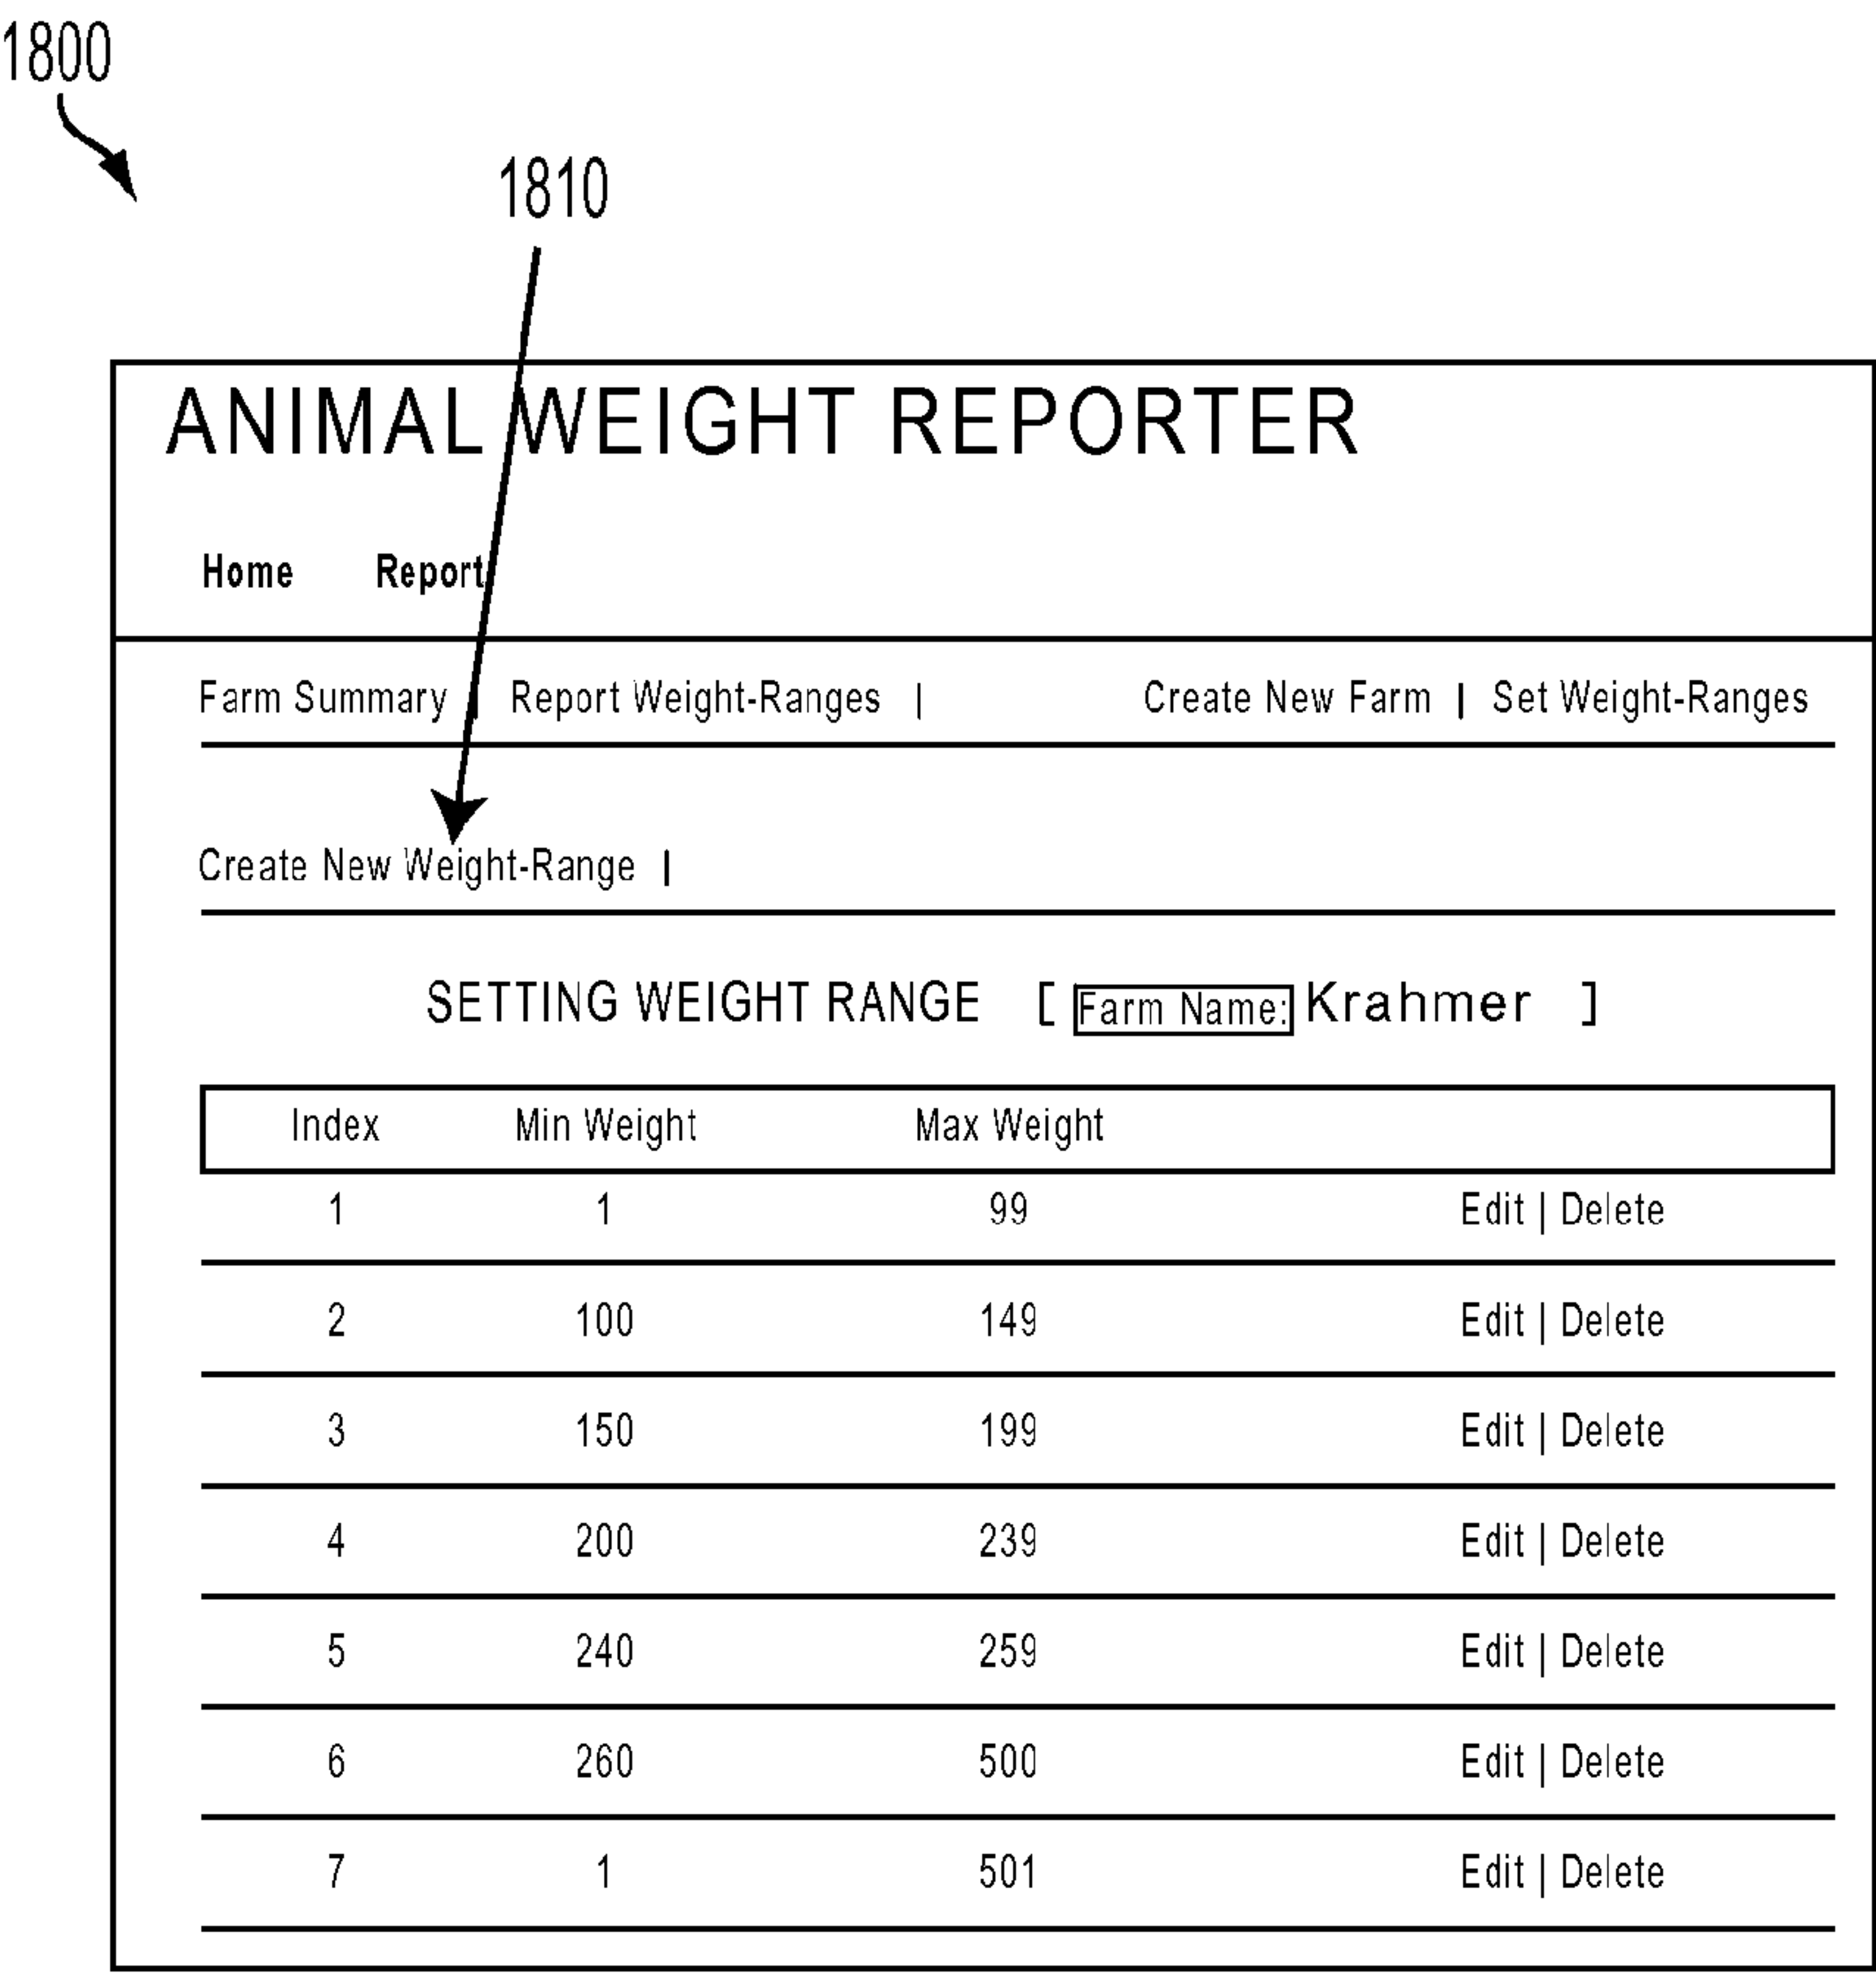 1800
1810
ANIMAL WEIGHT REPORTER
Home Report
Farm Summary | Report Weight-Ranges | Create New Farm | Set Weight-Ranges
Create New Weight-Range |
SETTING WEIGHT RANGE [ Farm Name: Krahmer ]
Index Min Weight Max Weight
1 1 99 Edit | Delete
2 100 149 Edit | Delete
3 150 199 Edit | Delete
4 200 239 Edit | Delete
5 240 259 Edit | Delete
6 260 500 Edit | Delete
7 1 501 Edit | Delete